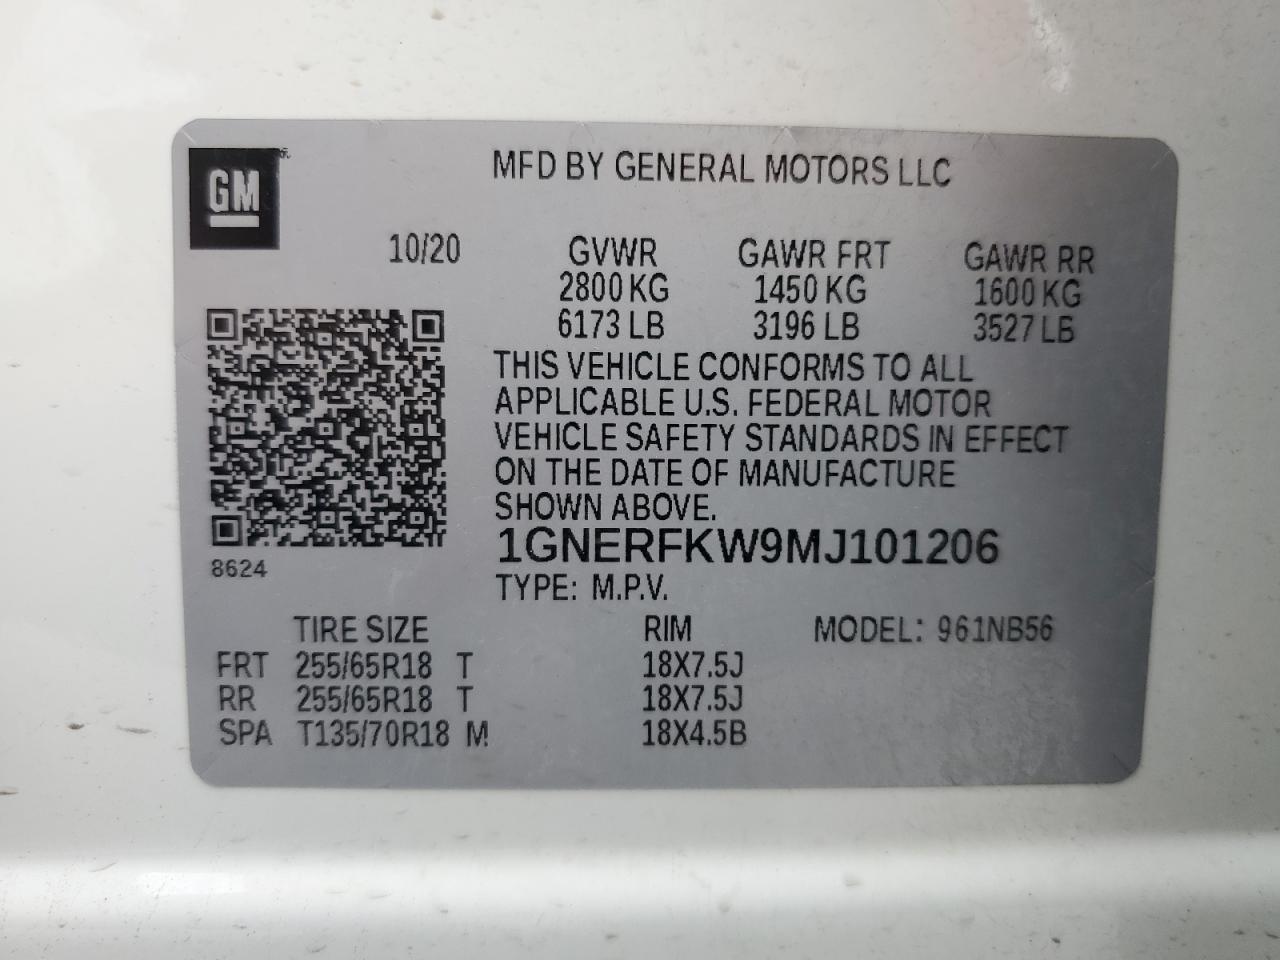 GM
MFD BY GENERAL MOTORS LLC
10/20 GVWR GAWR FRT GAWR RR
2800 KG 1450 KG 1600 KG
6173 LB 3196 LB 3527 LB
THIS VEHICLE CONFORMS TO ALL
APPLICABLE U.S. FEDERAL MOTOR
VEHICLE SAFETY STANDARDS IN EFFECT
ON THE DATE OF MANUFACTURE
SHOWN ABOVE.
1GNERFKW9MJ101206
8624
TYPE: M.P.V.
TIRE SIZE RIM MODEL: 961NB56
FRT 255/65R18 T 18X7.5J
RR 255/65R18 T 18X7.5J
SPA T135/70R18 M 18X4.5B